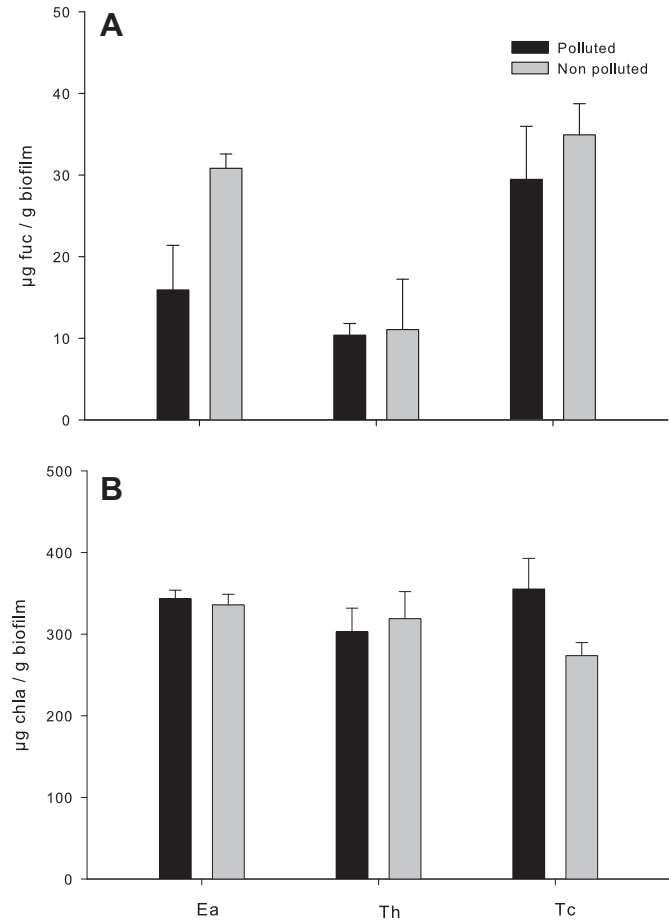 A
Polluted
Non polluted
50
40
30
20
10
0
µg fuc / g biofilm
B
500
400
300
200
100
0
µg chla / g biofilm
Ea Th Tc